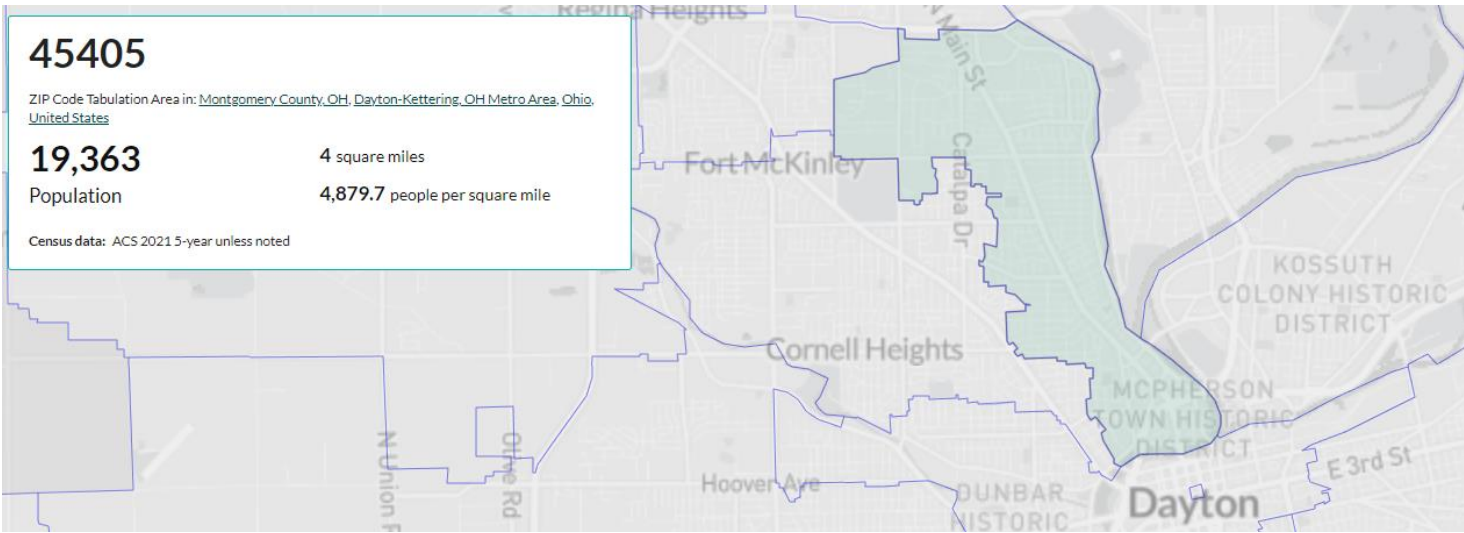 45405
ZIP Code Tabulation Area in: Montgomery County, OH, Dayton-Kettering, OH Metro Area, Ohio,
United States
19,363
Population
4 square miles
4,879.7 people per square mile
Census data: ACS 2021 5-year unless noted
Regina Heights
N Main St
Fort McKinley
Catalpa Dr
KOSSUTH
COLONY HISTORIC
DISTRICT
Cornell Heights
MCPHERSON
TOWN HISTORIC
DISTRICT
N Union
Olive Rd
Hoover Ave
DUNBAR
HISTORIC
Dayton
E 3rd St